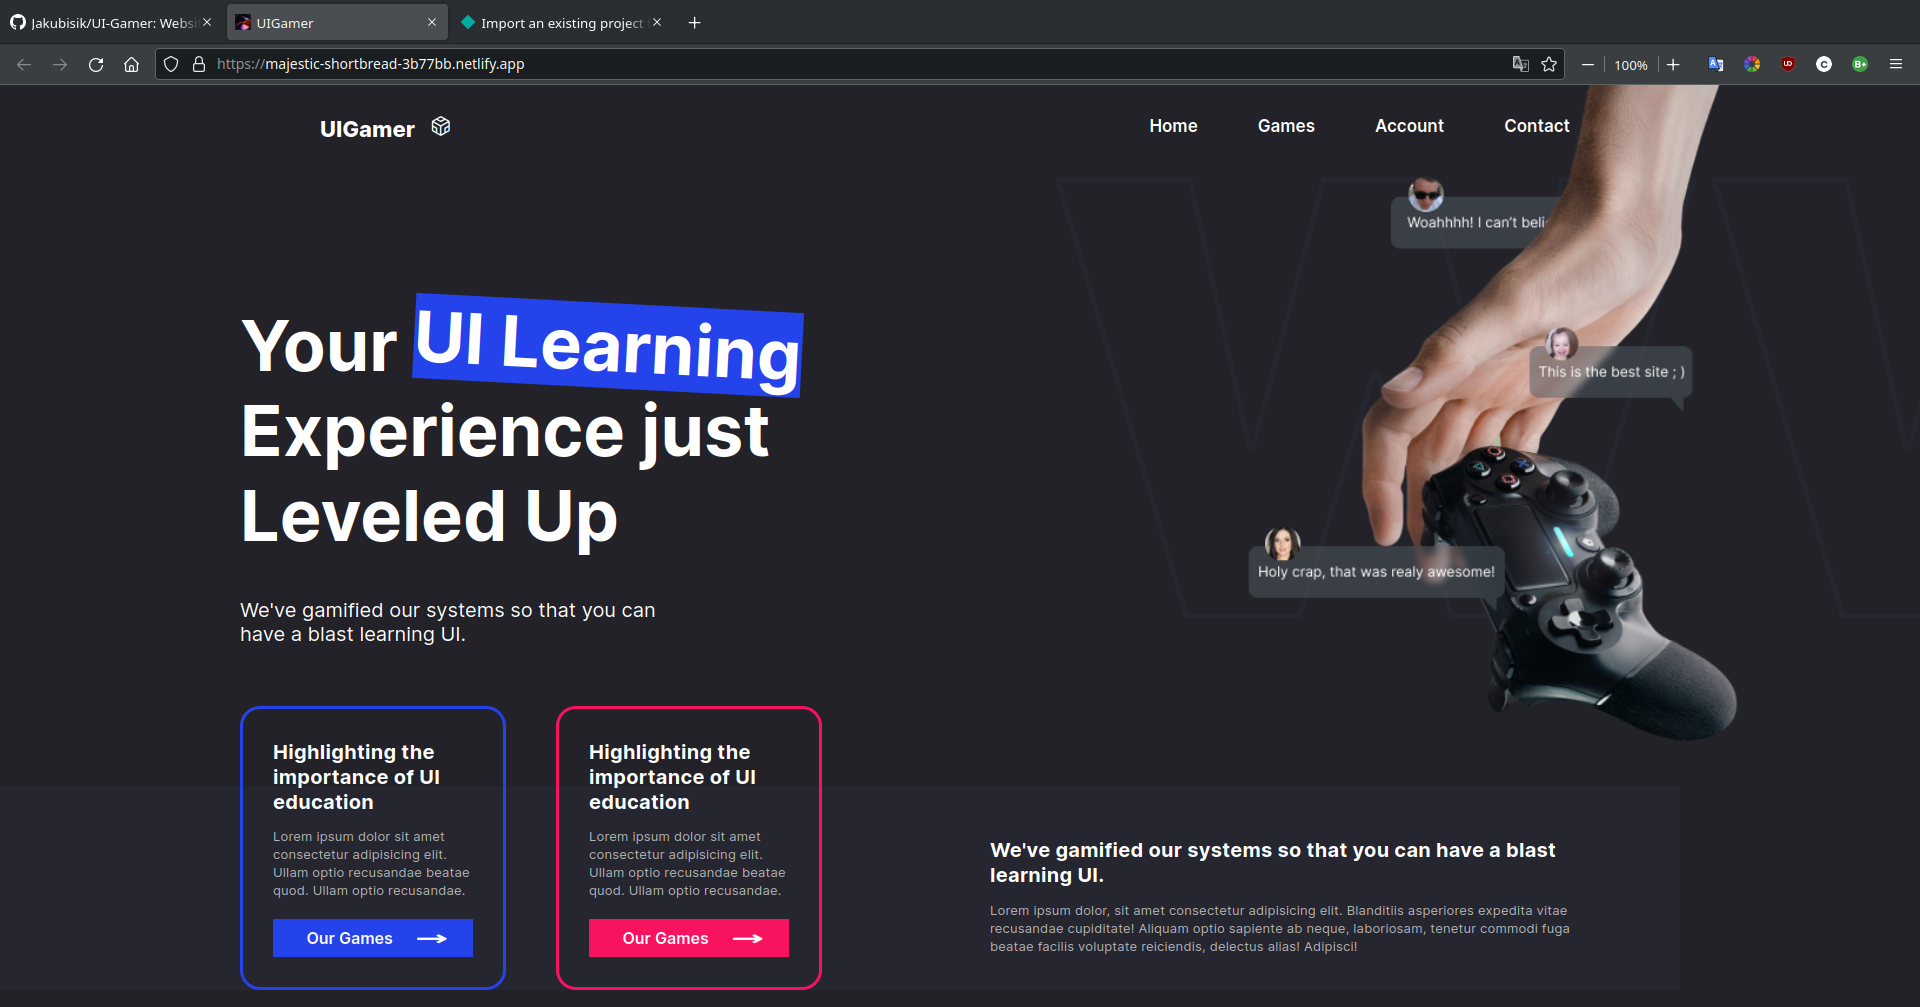 Jakubisik/UI-Gamer: Websi
UIGamer
Import an existing project
https://majestic-shortbread-3b77bb.netlify.app
100%
UIGamer
Home
Games
Account
Contact
Woahhhh! I can't beli
Your UI Learning
Experience just
Leveled Up
This is the best site ; )
Holy crap, that was realy awesome!
We've gamified our systems so that you can
have a blast learning UI.
Highlighting the
importance of UI
education
Lorem ipsum dolor sit amet
consectetur adipisicing elit.
Ullam optio recusandae beatae
quod. Ullam optio recusandae.
Our Games
Highlighting the
importance of UI
education
Lorem ipsum dolor sit amet
consectetur adipisicing elit.
Ullam optio recusandae beatae
quod. Ullam optio recusandae.
Our Games
We've gamified our systems so that you can have a blast
learning UI.
Lorem ipsum dolor, sit amet consectetur adipisicing elit. Blanditiis asperiores expedita vitae
recusandae cupiditate! Aliquam optio sapiente ab neque, laboriosam, tenetur commodi fuga
beatae facilis voluptate reiciendis, delectus alias! Adipisci!